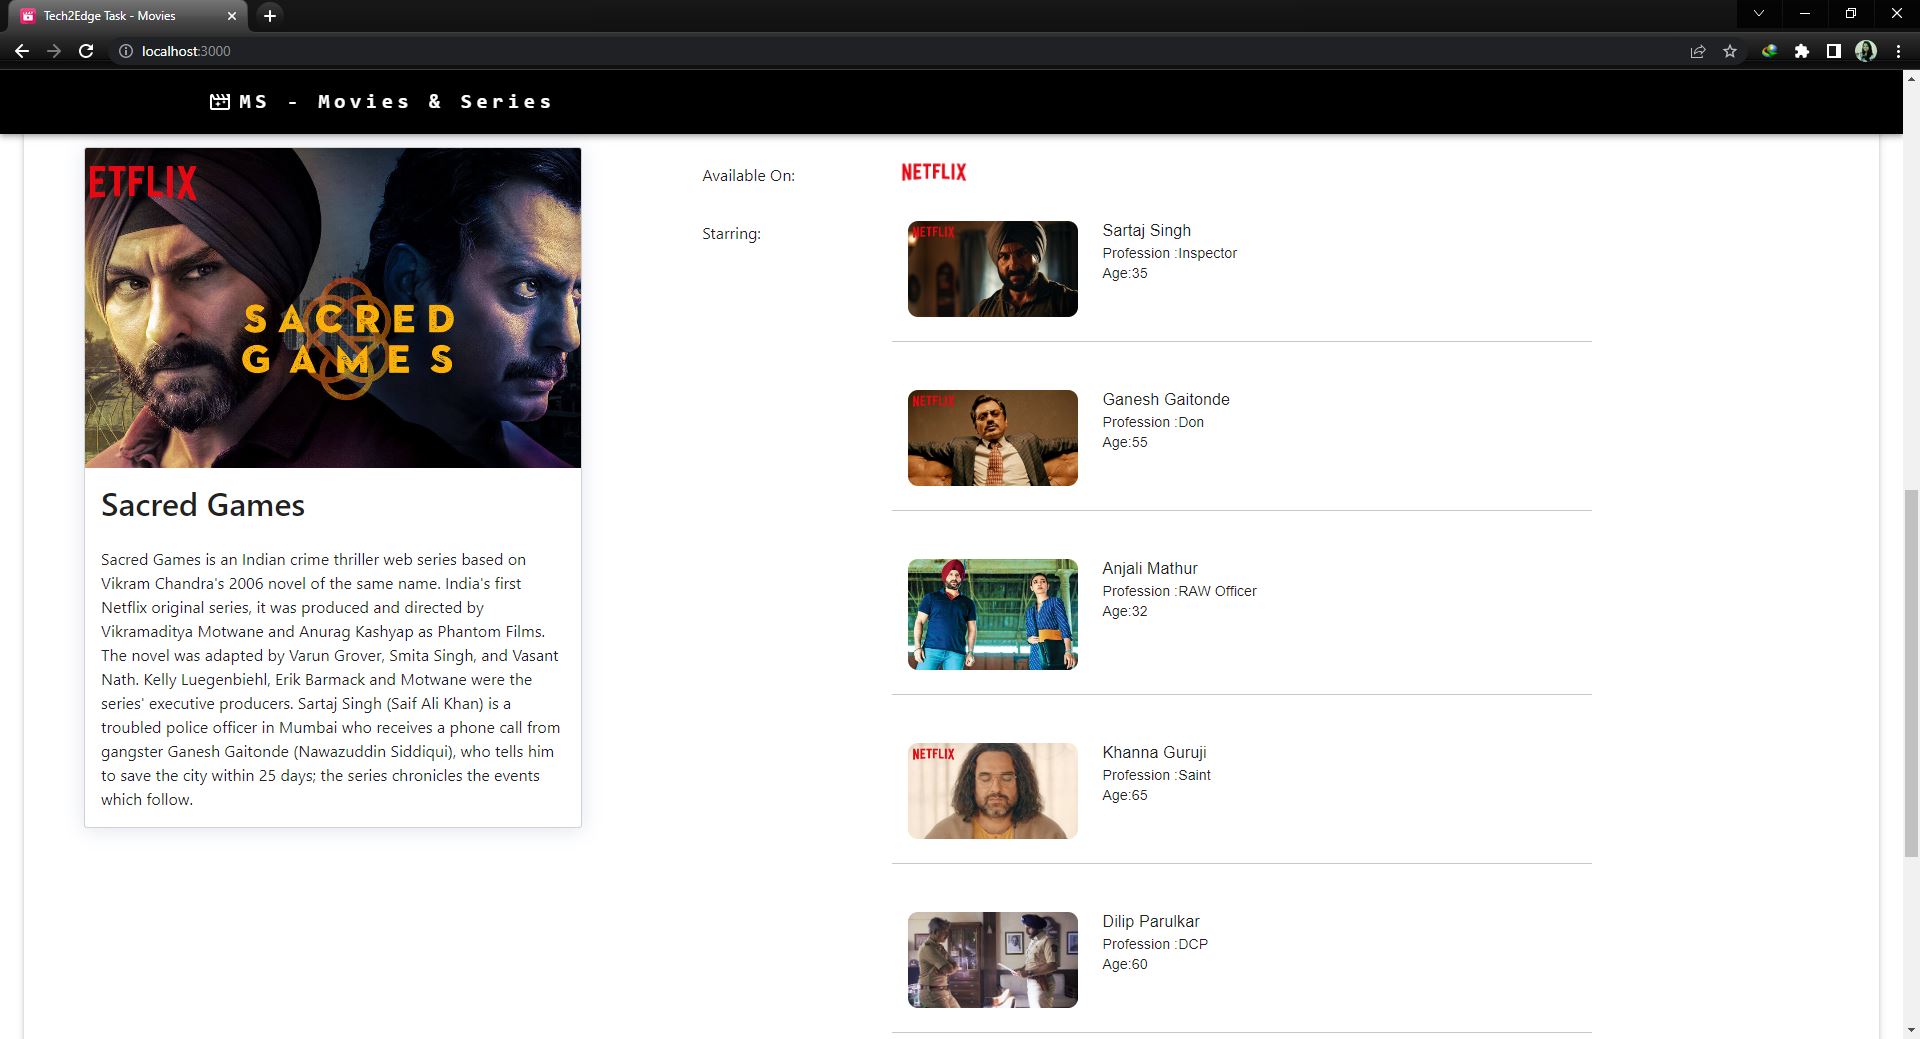 Tech2Edge Task - Movies
localhost:3000
MS - Movies & Series
ETFLIX
SACRED
GAMES
Sacred Games
Sacred Games is an Indian crime thriller web series based on
Vikram Chandra's 2006 novel of the same name. India's first
Netflix original series, it was produced and directed by
Vikramaditya Motwane and Anurag Kashyap as Phantom Films.
The novel was adapted by Varun Grover, Smita Singh, and Vasant
Nath. Kelly Luegenbiehl, Erik Barmack and Motwane were the
series' executive producers. Sartaj Singh (Saif Ali Khan) is a
troubled police officer in Mumbai who receives a phone call from
gangster Ganesh Gaitonde (Nawazuddin Siddiqui), who tells him
to save the city within 25 days; the series chronicles the events
which follow.
Available On:
NETFLIX
Starring:
NETFLIX
Sartaj Singh
Profession :Inspector
Age:35
NETFLIX
Ganesh Gaitonde
Profession :Don
Age:55
Anjali Mathur
Profession :RAW Officer
Age:32
NETFLIX
Khanna Guruji
Profession :Saint
Age:65
Dilip Parulkar
Profession :DCP
Age:60